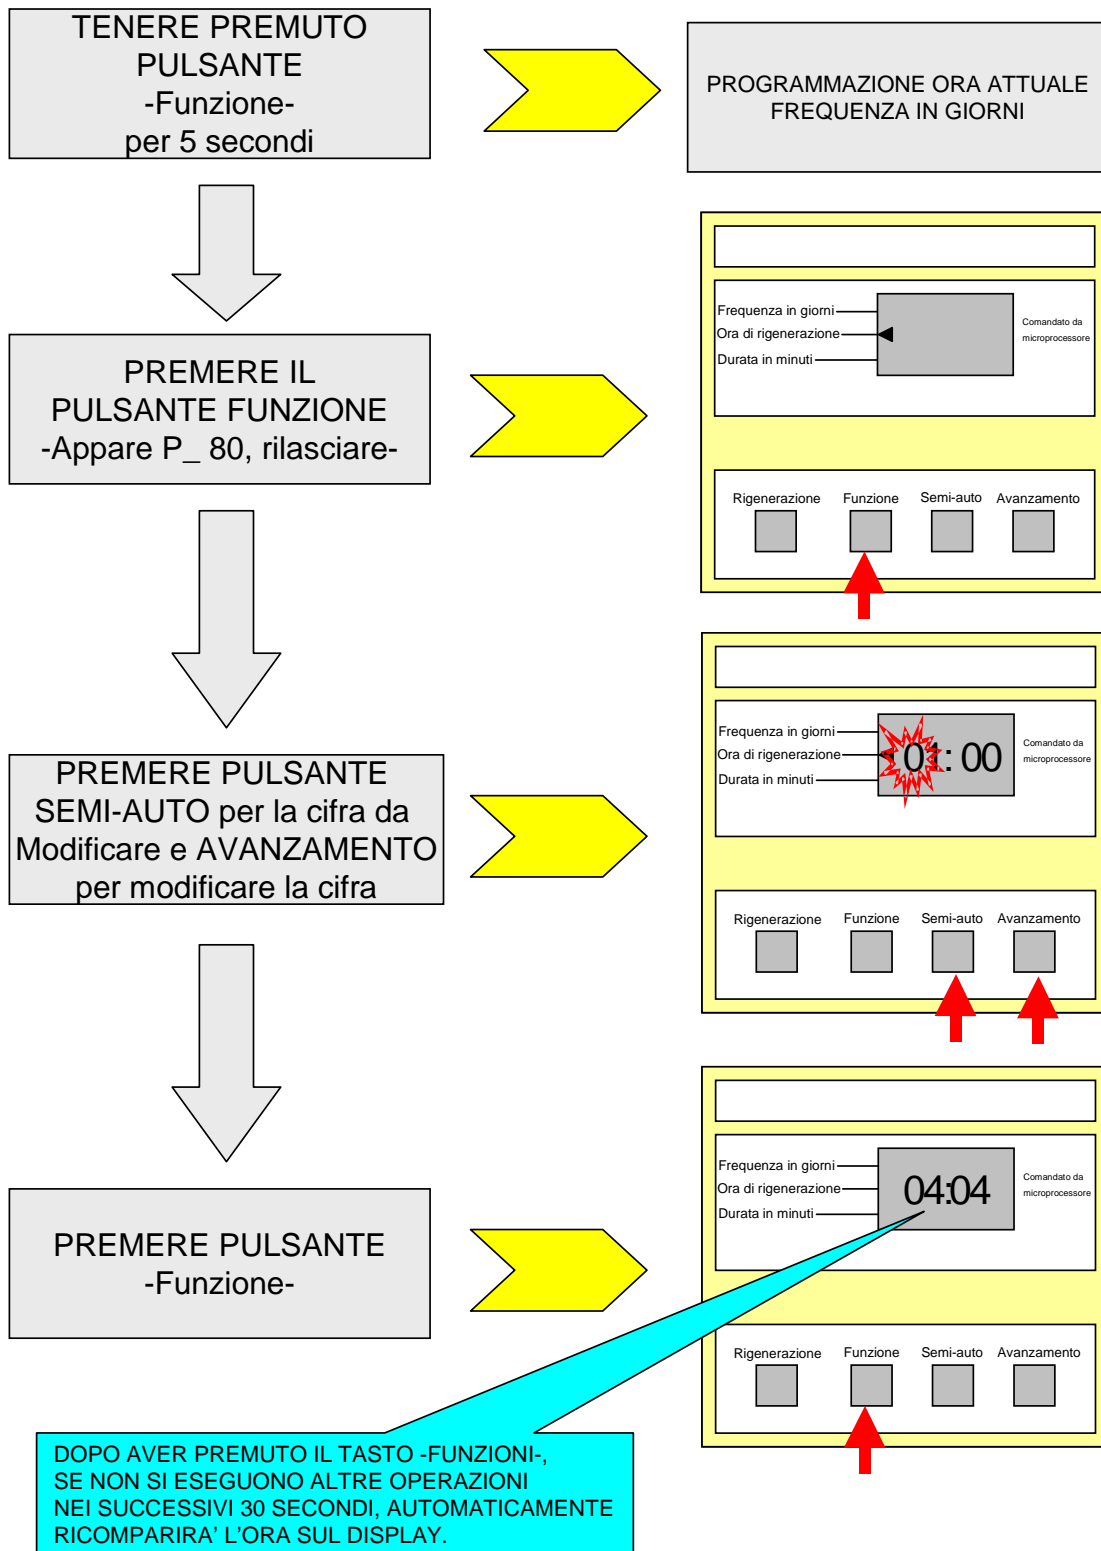 TENERE PREMUTO
PULSANTE
-Funzione-
per 5 secondi
PROGRAMMAZIONE ORA ATTUALE
FREQUENZA IN GIORNI
PREMERE IL
PULSANTE FUNZIONE
-Appare P_ 80, rilasciare-
Frequenza in giorni
Ora di rigenerazione
Durata in minuti
Comandato da
microprocessore
Rigenerazione Funzione Semi-auto Avanzamento
PREMERE PULSANTE
SEMI-AUTO per la cifra da
Modificare e AVANZAMENTO
per modificare la cifra
Frequenza in giorni
Ora di rigenerazione
Durata in minuti
01: 00
Comandato da
microprocessore
Rigenerazione Funzione Semi-auto Avanzamento
PREMERE PULSANTE
-Funzione-
Frequenza in giorni
Ora di rigenerazione
Durata in minuti
04:04
Comandato da
microprocessore
Rigenerazione Funzione Semi-auto Avanzamento
DOPO AVER PREMUTO IL TASTO -FUNZIONI-,
SE NON SI ESEGUONO ALTRE OPERAZIONI
NEI SUCCESSIVI 30 SECONDI, AUTOMATICAMENTE
RICOMPARIRA' L'ORA SUL DISPLAY.